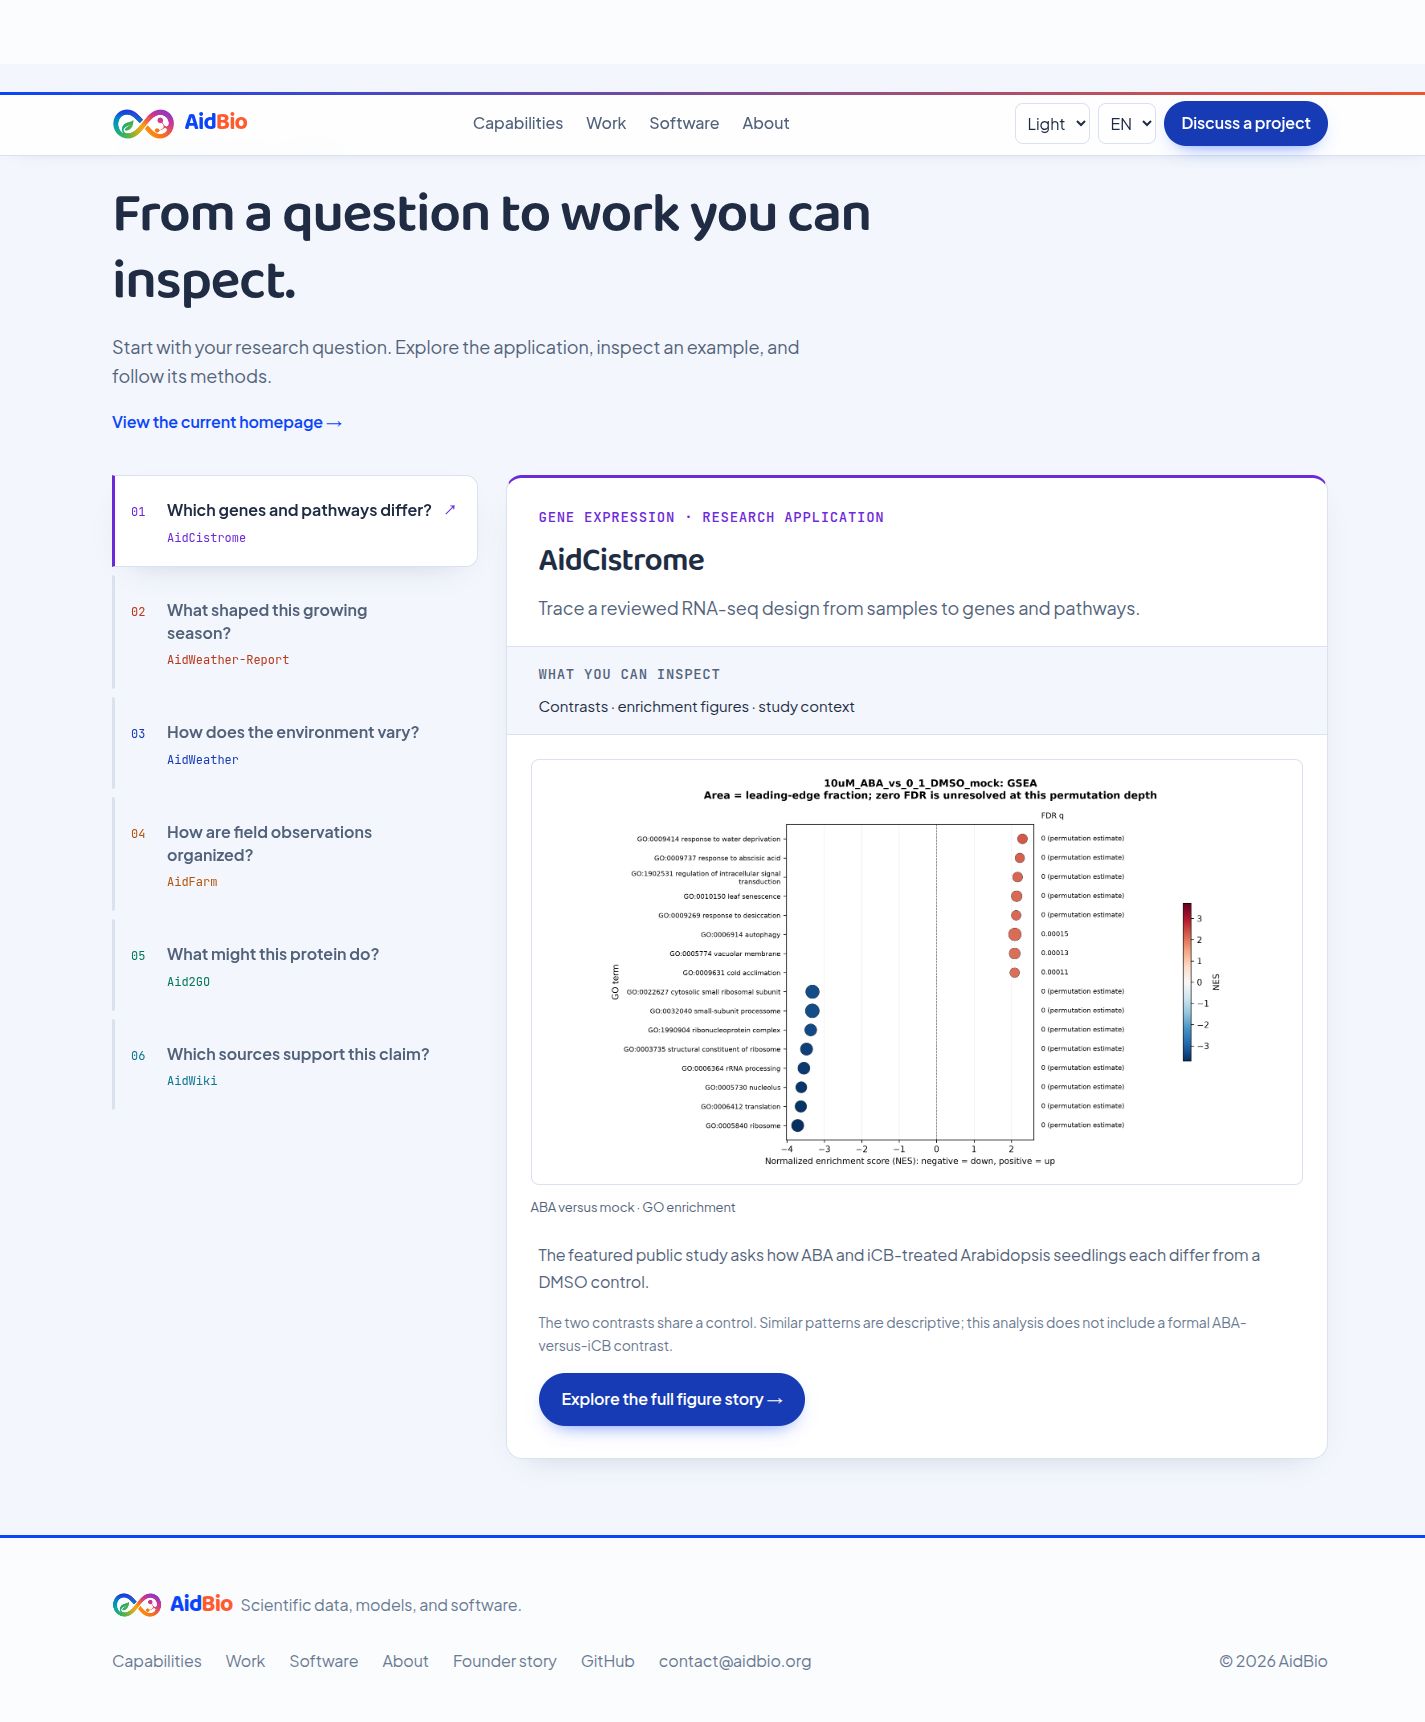 AidBio
Capabilities Work Software About
Light EN Discuss a project
From a question to work you can
inspect.
Start with your research question. Explore the application, inspect an example, and
follow its methods.
View the current homepage →
01 Which genes and pathways differ? ↗
AidCistrome
02 What shaped this growing
season?
AidWeather-Report
03 How does the environment vary?
AidWeather
04 How are field observations
organized?
AidFarm
05 What might this protein do?
Aid2GO
06 Which sources support this claim?
AidWiki
GENE EXPRESSION · RESEARCH APPLICATION
AidCistrome
Trace a reviewed RNA-seq design from samples to genes and pathways.
WHAT YOU CAN INSPECT
Contrasts · enrichment figures · study context
10uM_ABA_vs_0_1_DMSO_mock: GSEA
Area = leading-edge fraction; zero FDR is unresolved at this permutation depth
FDR q
GO:0009414 response to water deprivation 0 (permutation estimate)
GO:0009737 response to abscisic acid 0 (permutation estimate)
GO:1902531 regulation of intracellular signal
transduction 0 (permutation estimate)
GO:0010150 leaf senescence 0 (permutation estimate)
GO:0009269 response to desiccation 0 (permutation estimate)
GO:0006914 autophagy 0.00015
GO:0005774 vacuolar membrane 0.00013
GO:0009631 cold acclimation 0.00011
GO:0022627 cytosolic small ribosomal subunit 0 (permutation estimate)
GO:0032040 small-subunit processome 0 (permutation estimate)
GO:1990904 ribonucleoprotein complex 0 (permutation estimate)
GO:0003735 structural constituent of ribosome 0 (permutation estimate)
GO:0006364 rRNA processing 0 (permutation estimate)
GO:0005730 nucleolus 0 (permutation estimate)
GO:0006412 translation 0 (permutation estimate)
GO:0005840 ribosome 0 (permutation estimate)
GO term
−4 −3 −2 −1 0 1 2
Normalized enrichment score (NES): negative = down, positive = up
3
2
1
0
−1
−2
−3
NES
ABA versus mock · GO enrichment
The featured public study asks how ABA and iCB-treated Arabidopsis seedlings each differ from a
DMSO control.
The two contrasts share a control. Similar patterns are descriptive; this analysis does not include a formal ABA-
versus-iCB contrast.
Explore the full figure story →
AidBio Scientific data, models, and software.
Capabilities Work Software About Founder story GitHub contact@aidbio.org © 2026 AidBio